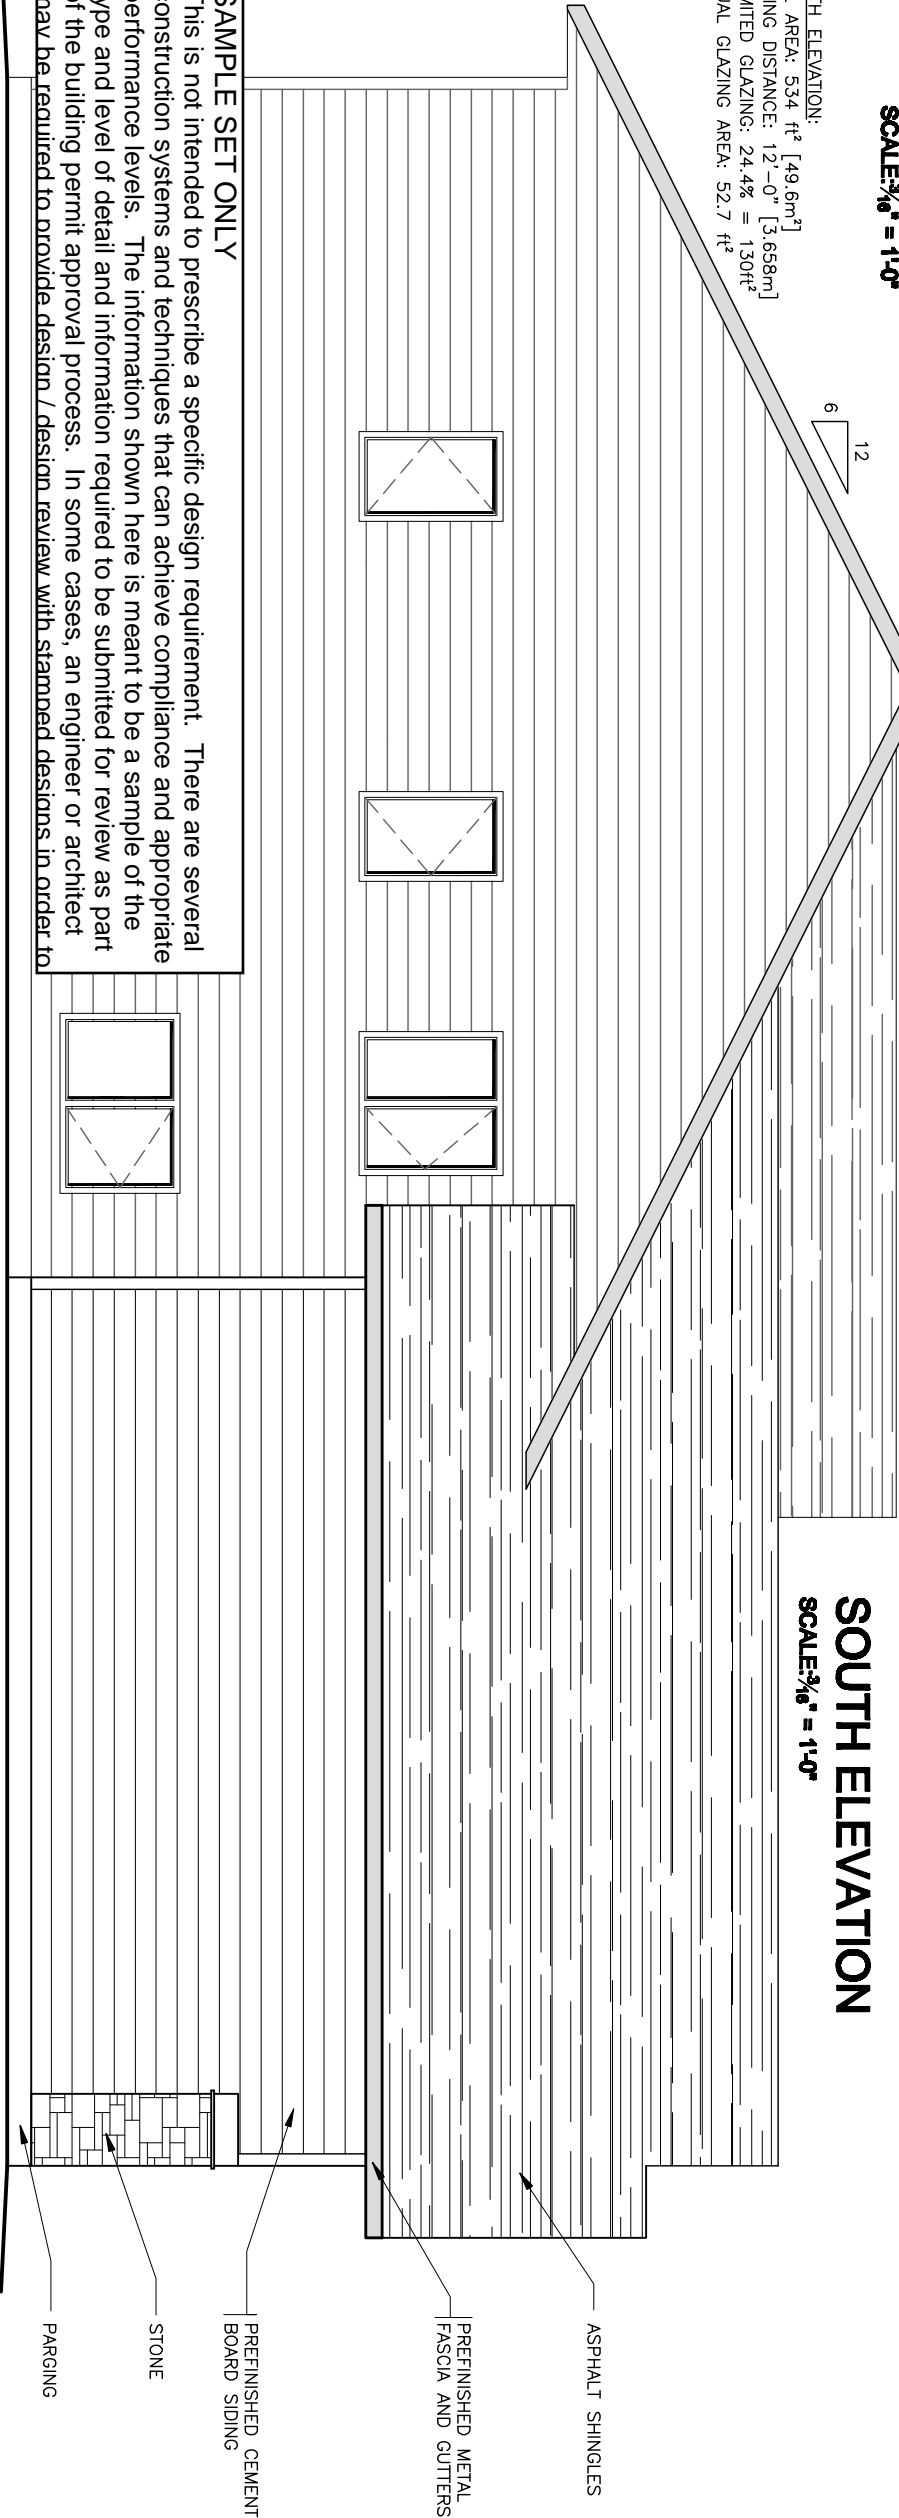 SCALE:3/16" = 1'-0"
TH ELEVATION:
AREA: 534 ft² [49.6m²]
ING DISTANCE: 12'-0" [3.658m]
MITED GLAZING: 24.4% = 130ft²
UAL GLAZING AREA: 52.7 ft²
12
6
SOUTH ELEVATION
SCALE:3/16" = 1'-0"
ASPHALT SHINGLES
PREFINISHED METAL
FASCIA AND GUTTERS
PREFINISHED CEMENT
BOARD SIDING
STONE
PARGING
SAMPLE SET ONLY
This is not intended to prescribe a specific design requirement. There are several
construction systems and techniques that can achieve compliance and appropriate
performance levels. The information shown here is meant to be a sample of the
type and level of detail and information required to be submitted for review as part
of the building permit approval process. In some cases, an engineer or architect
may be required to provide design / design review with stamped designs in order to